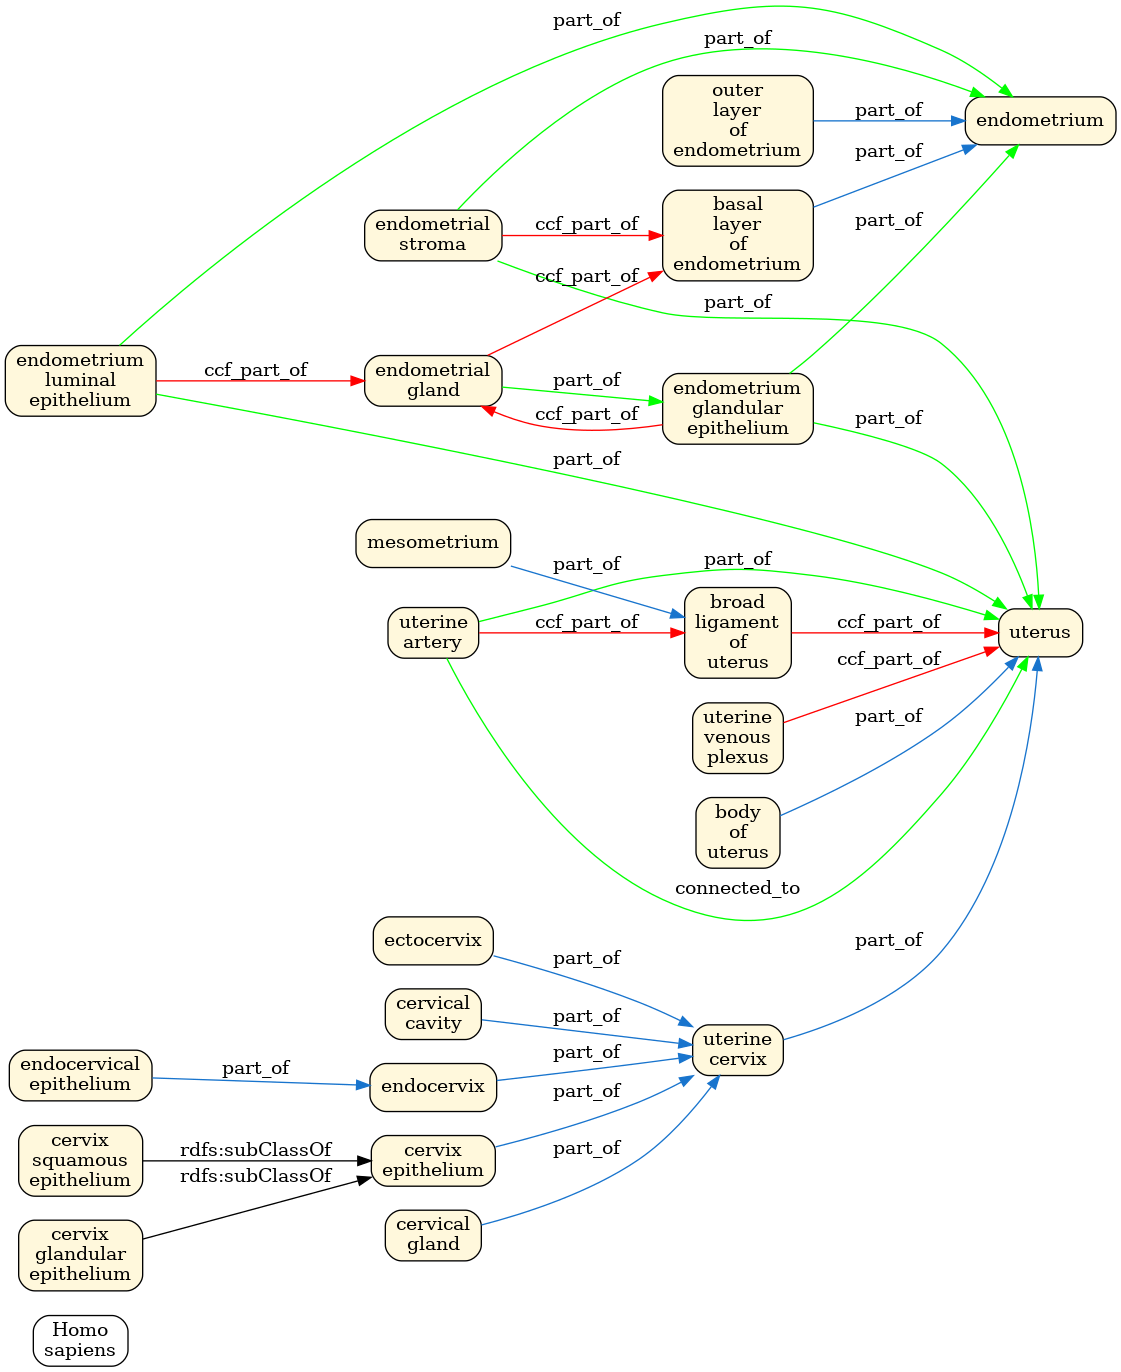 part_of
part_of
outer
layer
of
endometrium
part_of
endometrium
part_of
basal
layer
of
endometrium
endometrial
stroma
ccf_part_of
part_of
ccf_part_of
part_of
endometrium
luminal
epithelium
ccf_part_of
endometrial
gland
part_of
ccf_part_of
endometrium
glandular
epithelium
part_of
part_of
mesometrium
part_of
part_of
uterine
artery
ccf_part_of
broad
ligament
of
uterus
ccf_part_of
uterus
ccf_part_of
uterine
venous
plexus
part_of
body
of
uterus
connected_to
ectocervix
part_of
part_of
cervical
cavity
part_of
uterine
cervix
endocervical
epithelium
part_of
endocervix
part_of
part_of
cervix
squamous
epithelium
rdfs:subClassOf
rdfs:subClassOf
cervix
epithelium
part_of
cervix
glandular
epithelium
cervical
gland
Homo
sapiens